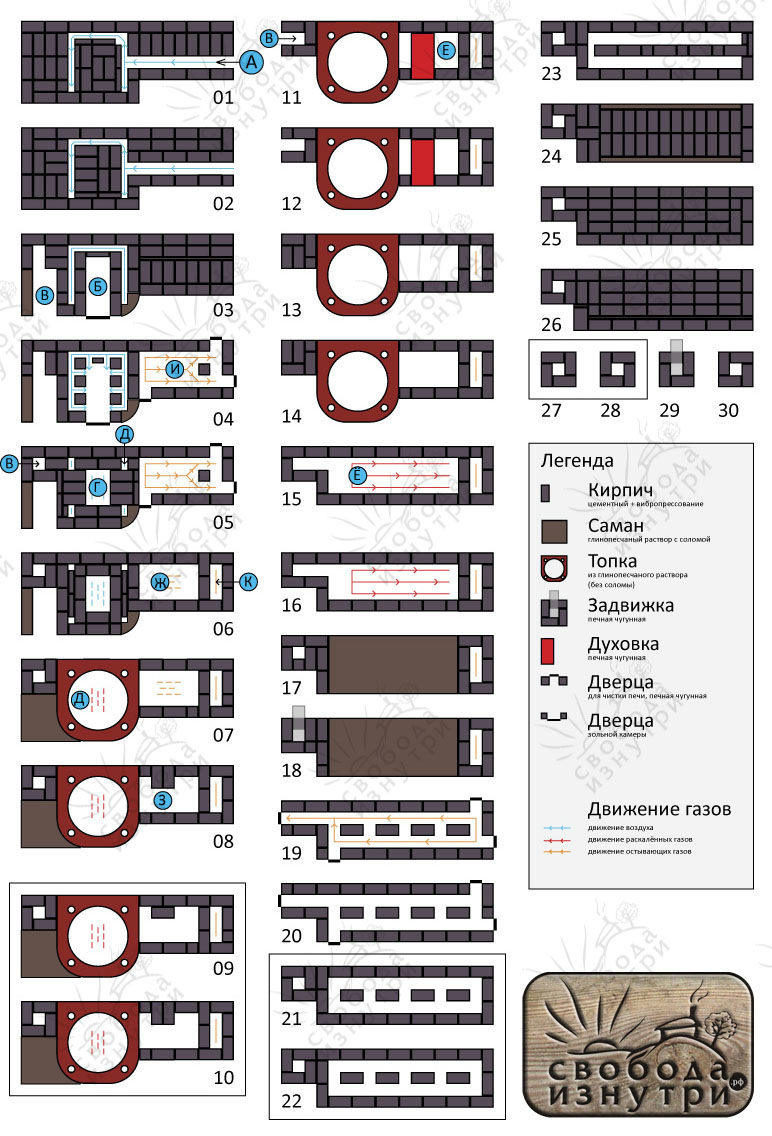 А
01
02
Б
В
03
И
04
Д
В
Г
05
Ж
К
06
Д
07
З
08
09
10
В
Е
11
12
13
14
Ё
15
16
17
18
19
20
21
22
23
24
25
26
27 28 29 30
Легенда
Кирпич
цементный + вибропрессование
Саман
глинопесчаный раствор с соломой
Топка
из глинопесчаного раствора
(без соломы)
Задвижка
печная чугунная
Духовка
печная чугунная
Дверца
для чистки печи, печная чугунная
Дверца
зольной камеры
Движение газов
движение воздуха
движение раскалённых газов
движение остывающих газов
свобода
изнутри.рф